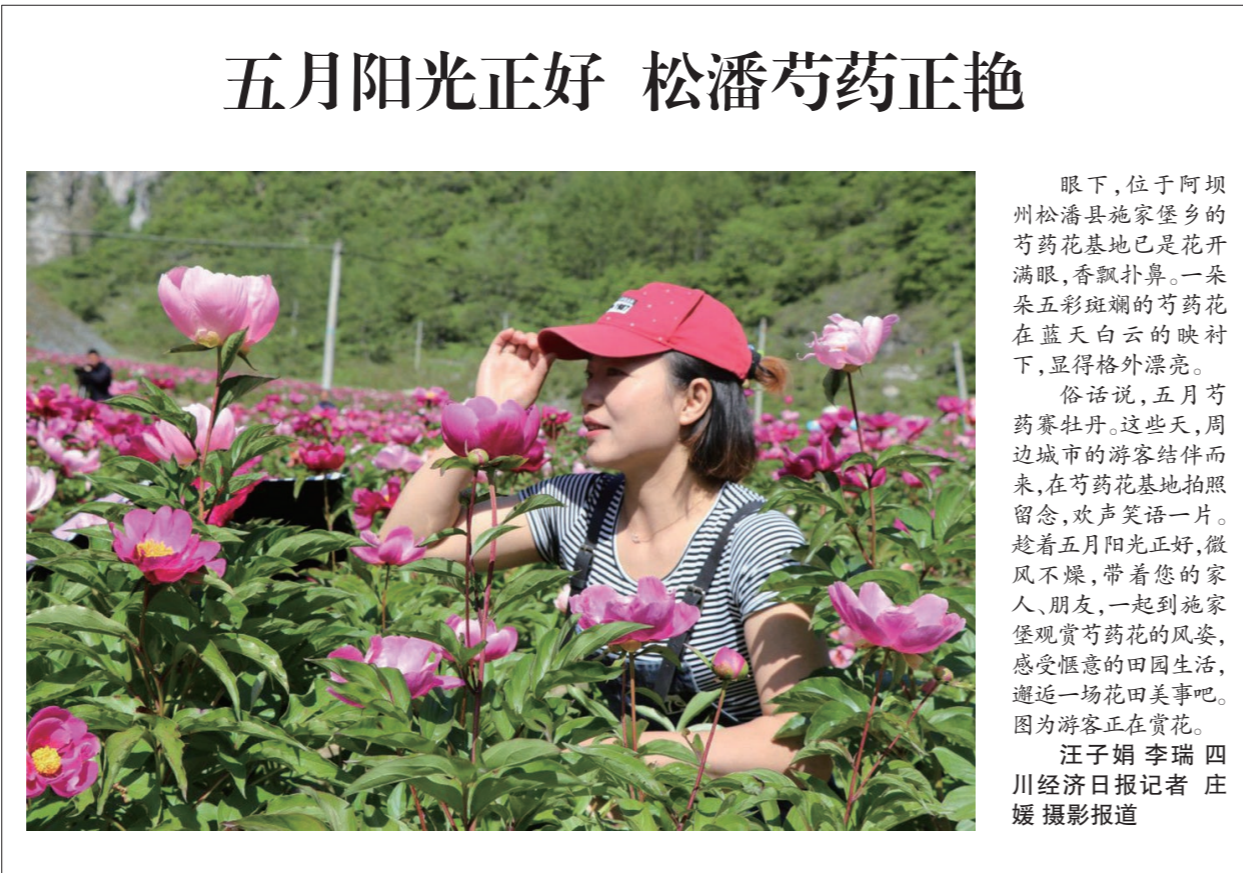 五月阳光正好 松潘芍药正艳
眼下,位于阿坝
州松潘县施家堡乡的
芍药花基地已是花开
满眼,香飘扑鼻。一朵
朵五彩斑斓的芍药花
在蓝天白云的映衬
下,显得格外漂亮。
俗话说,五月芍
药赛牡丹。这些天,周
边城市的游客结伴而
来,在芍药花基地拍照
留念,欢声笑语一片。
趁着五月阳光正好,微
风不燥,带着您的家
人、朋友,一起到施家
堡观赏芍药花的风姿,
感受惬意的田园生活,
邂逅一场花田美事吧。
图为游客正在赏花。
汪子娟 李瑞 四
川经济日报记者 庄
媛 摄影报道